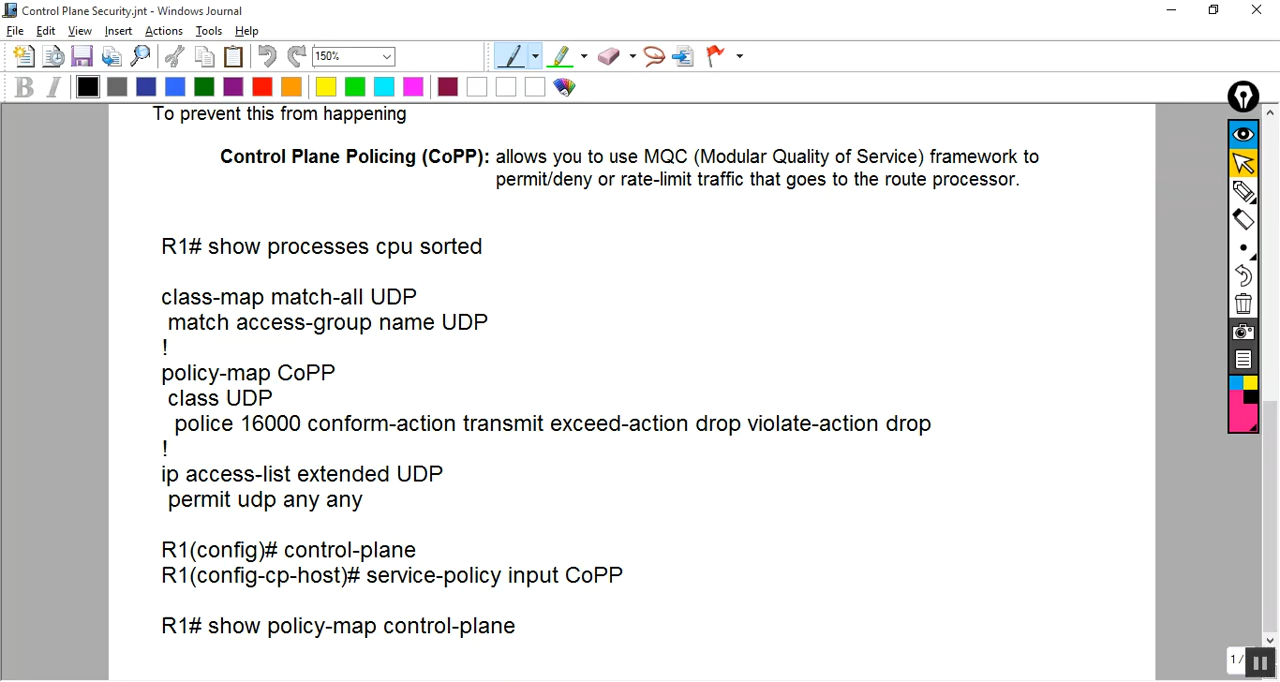 Control Plane Security.jnt - Windows Journal
File Edit View Insert Actions Tools Help
150%
B I
To prevent this from happening
Control Plane Policing (CoPP): allows you to use MQC (Modular Quality of Service) framework to
permit/deny or rate-limit traffic that goes to the route processor.
R1# show processes cpu sorted
class-map match-all UDP
match access-group name UDP
!
policy-map CoPP
class UDP
police 16000 conform-action transmit exceed-action drop violate-action drop
!
ip access-list extended UDP
permit udp any any
R1(config)# control-plane
R1(config-cp-host)# service-policy input CoPP
R1# show policy-map control-plane
1/